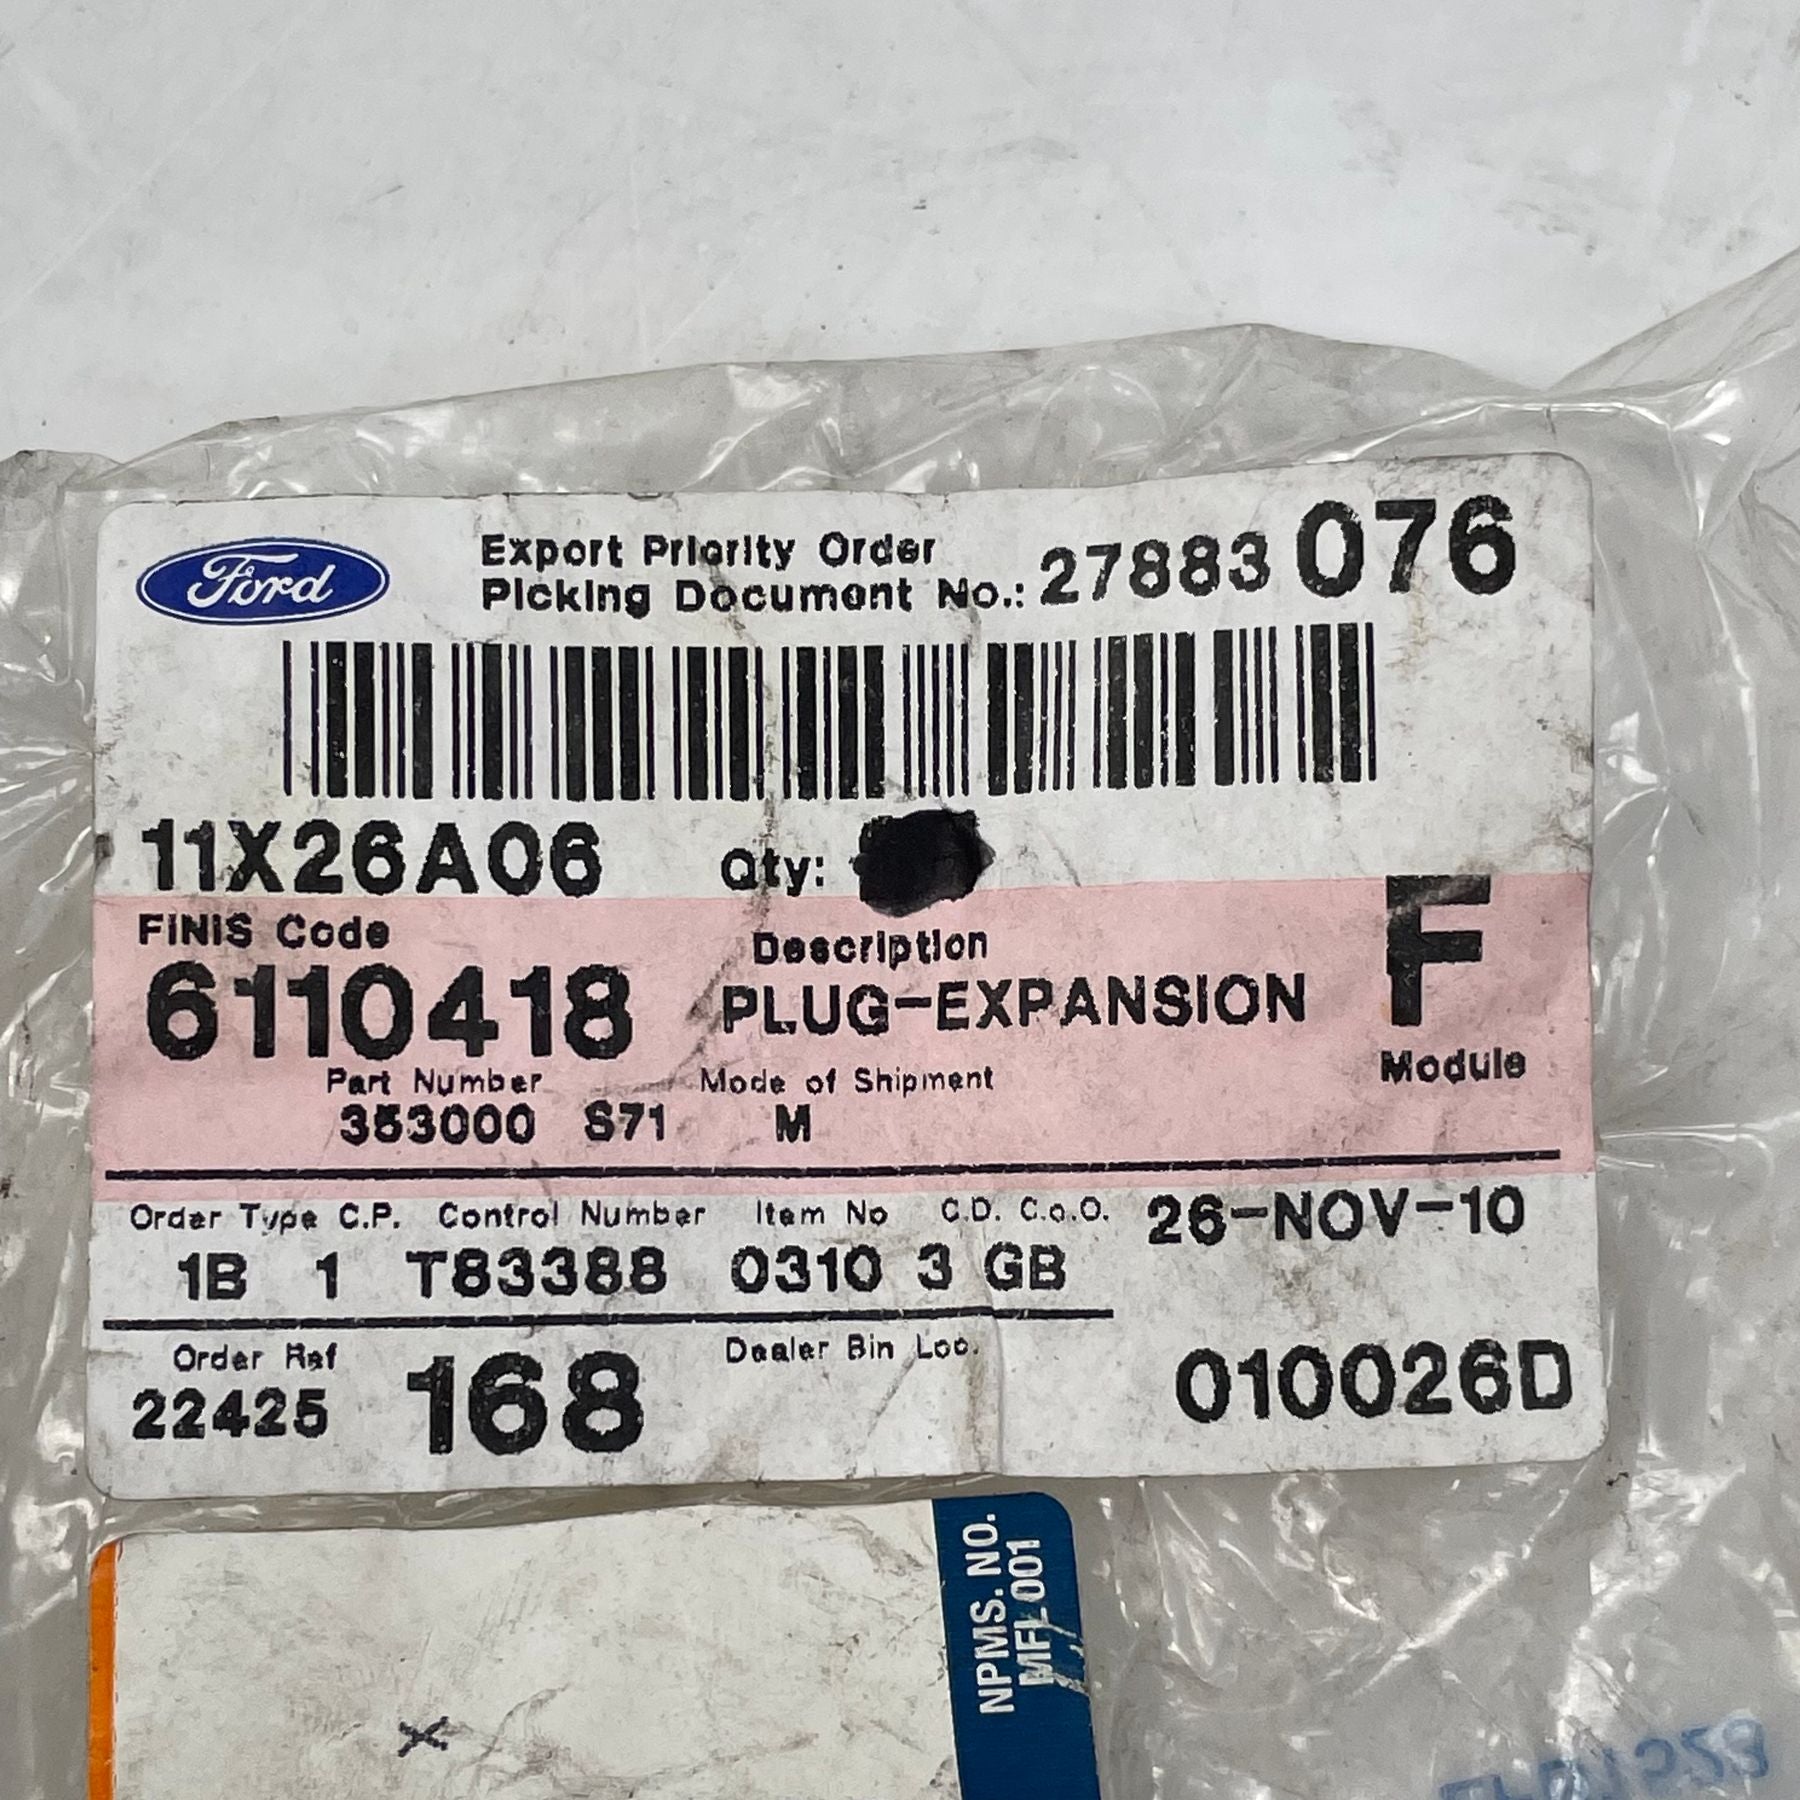 Ford
Export Priority Order
Picking Document No.: 27883 076
11X26A06 Qty:
FINIS Code Description F
6110418 PLUG-EXPANSION
Part Number Mode of Shipment Module
353000 S71 M
Order Type C.P. Control Number Item No C.D. C.o.O. 26-NOV-10
1B 1 T83388 0310 3 GB
Order Ref Dealer Bin Loc.
22425 168 010026D
NPMS. NO.
MFL001